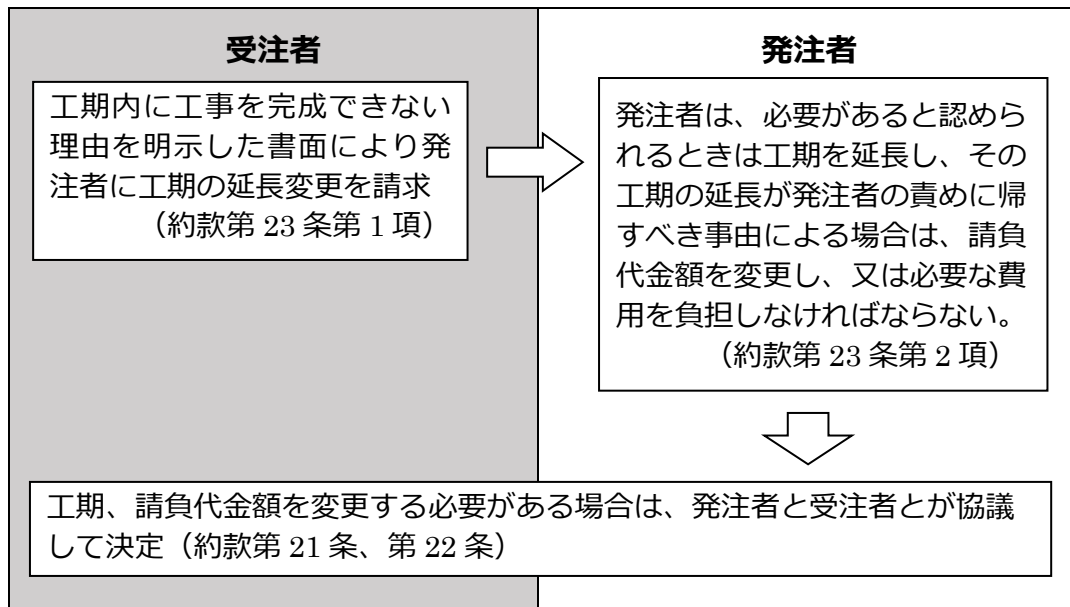 受注者
工期内に工事を完成できない
理由を明示した書面により発
注者に工期の延長変更を請求
（約款第 23 条第 1 項）
発注者
発注者は、必要があると認めら
れるときは工期を延長し、その
工期の延長が発注者の責めに帰
すべき事由による場合は、請負
代金額を変更し、又は必要な費
用を負担しなければならない。
（約款第 23 条第 2 項）
工期、請負代金額を変更する必要がある場合は、発注者と受注者とが協議
して決定（約款第 21 条、第 22 条）